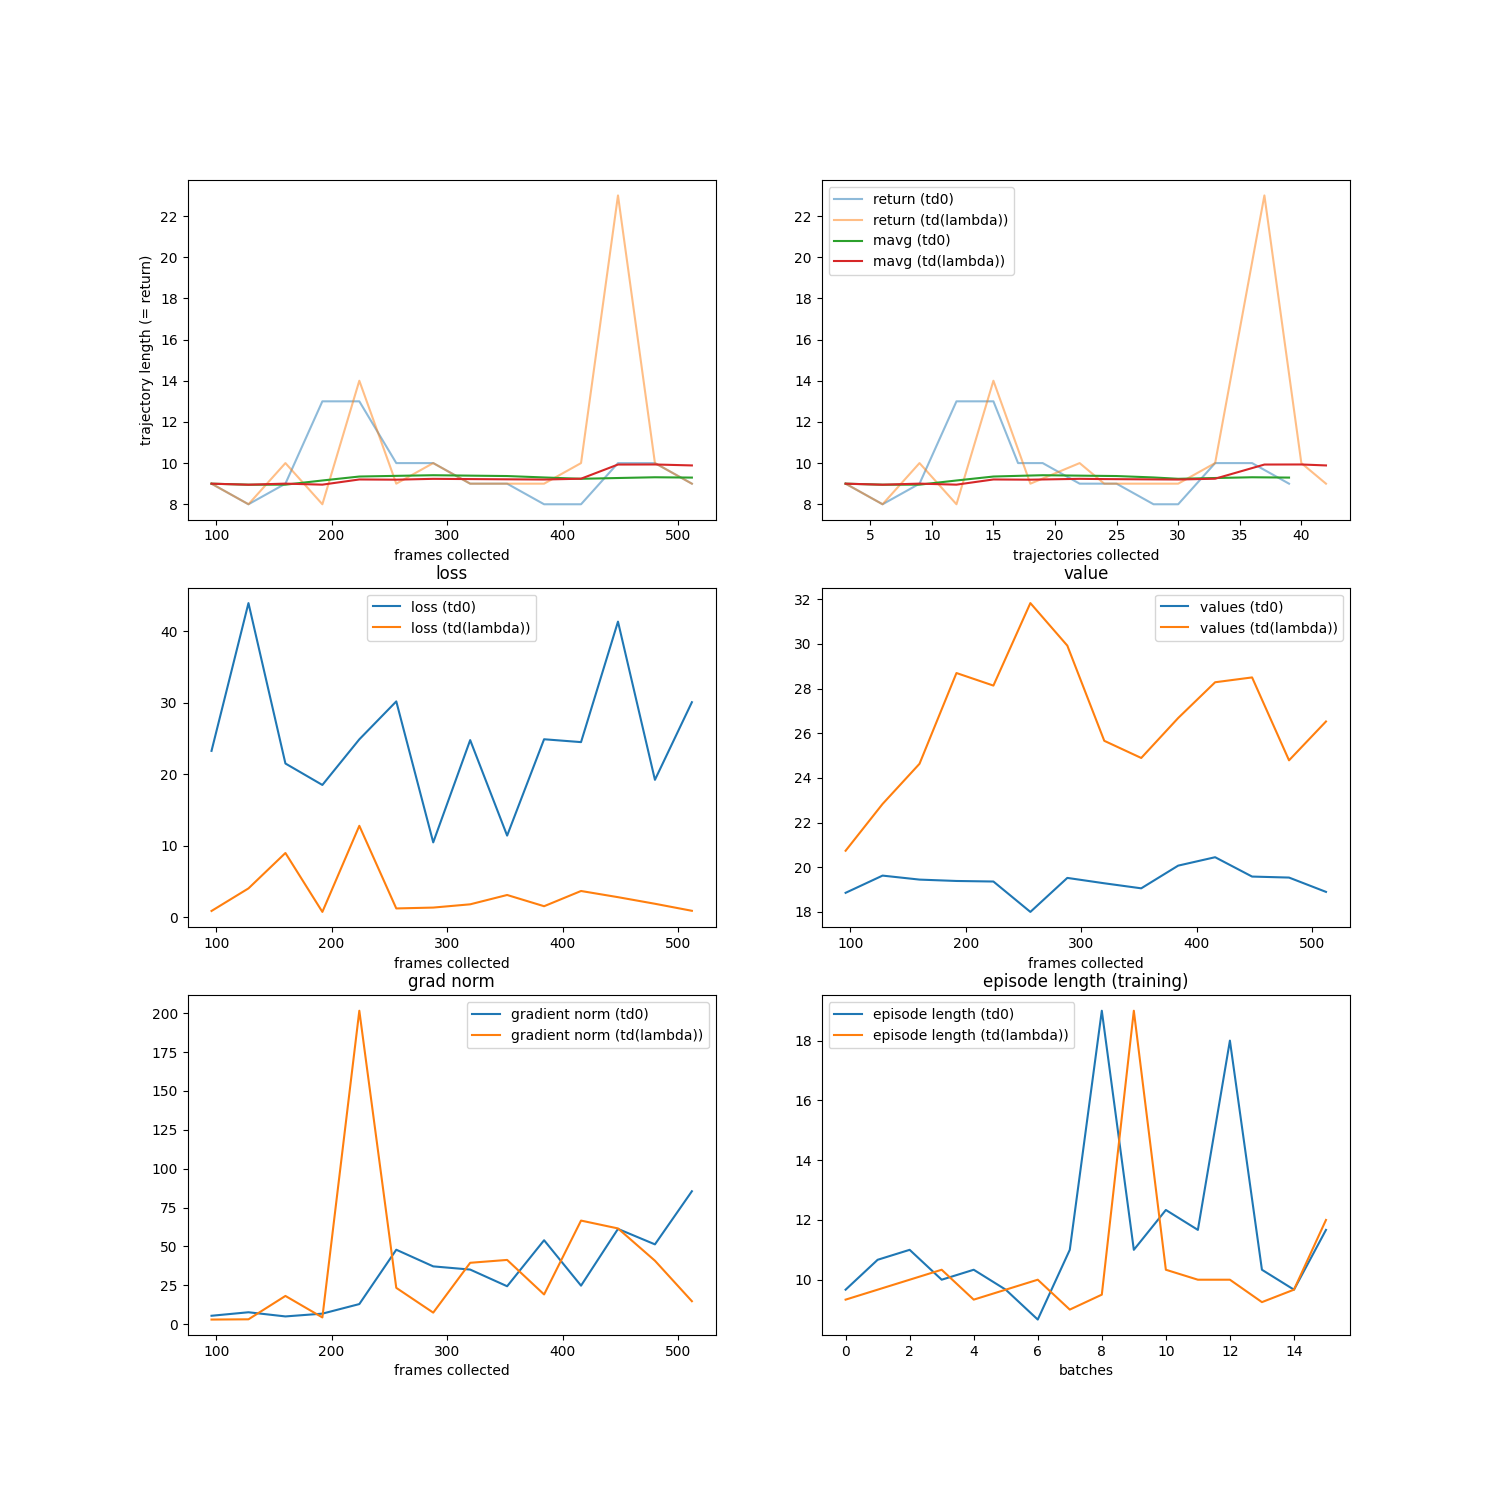 22
20
18
16
14
12
10
8
trajectory length (= return)
100 200 300 400 500
frames collected
return (td0)
return (td(lambda))
mavg (td0)
mavg (td(lambda))
22
20
18
16
14
12
10
8
5 10 15 20 25 30 35 40
trajectories collected
loss
loss (td0)
loss (td(lambda))
40
30
20
10
0
100 200 300 400 500
frames collected
value
values (td0)
values (td(lambda))
32
30
28
26
24
22
20
18
100 200 300 400 500
frames collected
grad norm
gradient norm (td0)
gradient norm (td(lambda))
200
175
150
125
100
75
50
25
0
100 200 300 400 500
frames collected
episode length (training)
episode length (td0)
episode length (td(lambda))
18
16
14
12
10
0 2 4 6 8 10 12 14
batches